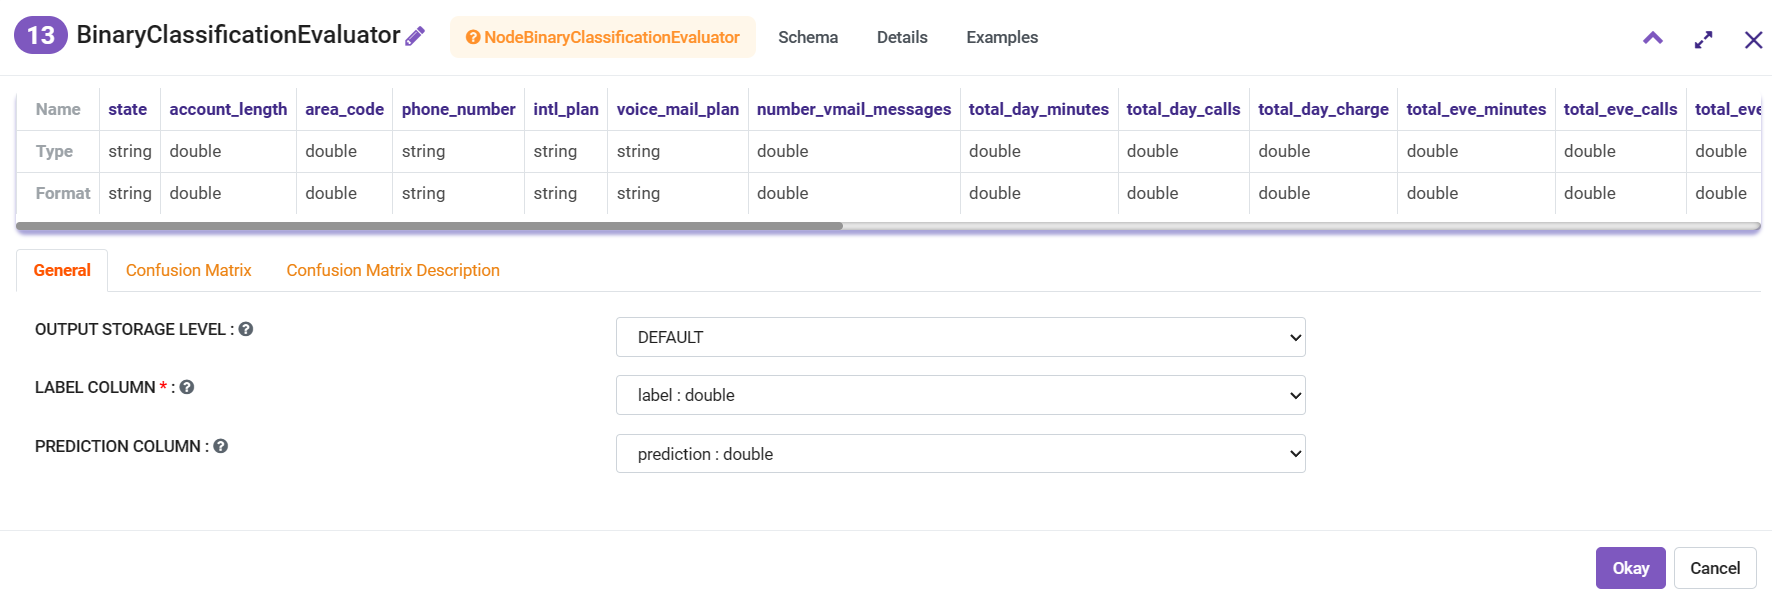 13 BinaryClassificationEvaluator NodeBinaryClassificationEvaluator Schema Details Examples
Name state account_length area_code phone_number intl_plan voice_mail_plan number_vmail_messages total_day_minutes total_day_calls total_day_charge total_eve_minutes total_eve_calls total_eve
Type string double double string string string double double double double double double double
Format string double double string string string double double double double double double double
General Confusion Matrix Confusion Matrix Description
OUTPUT STORAGE LEVEL : DEFAULT
LABEL COLUMN * : label : double
PREDICTION COLUMN : prediction : double
Okay Cancel